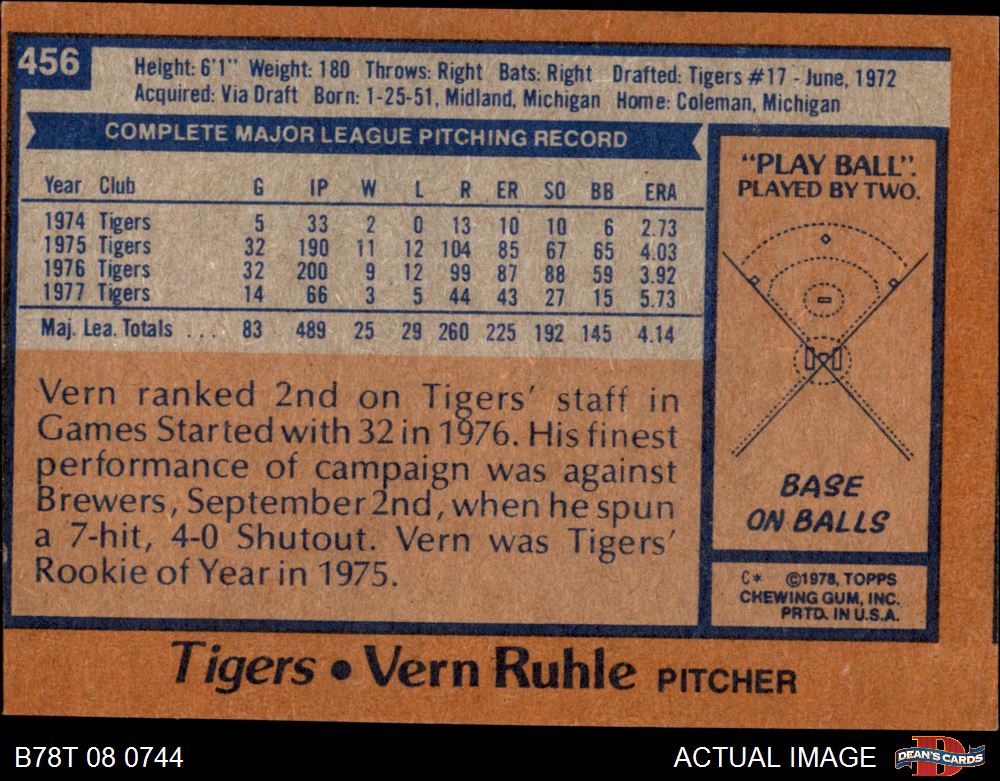 456
Height: 6'1" Weight: 180 Throws: Right Bats: Right Drafted: Tigers #17 - June, 1972
Acquired: Via Draft Born: 1-25-51, Midland, Michigan Home: Coleman, Michigan
COMPLETE MAJOR LEAGUE PITCHING RECORD
Year Club G IP W L R ER SO BB ERA
1974 Tigers 5 33 2 0 13 10 10 6 2.73
1975 Tigers 32 190 11 12 104 85 67 65 4.03
1976 Tigers 32 200 9 12 99 87 88 59 3.92
1977 Tigers 14 66 3 5 44 43 27 15 5.73
Maj. Lea. Totals . . . 83 489 25 29 260 225 192 145 4.14
Vern ranked 2nd on Tigers' staff in
Games Started with 32 in 1976. His finest
performance of campaign was against
Brewers, September 2nd, when he spun
a 7-hit, 4-0 Shutout. Vern was Tigers'
Rookie of Year in 1975.
"PLAY BALL".
PLAYED BY TWO.
BASE
ON BALLS
C* ©1978, TOPPS
CHEWING GUM, INC.
PRTD. IN U.S.A.
Tigers • Vern Ruhle PITCHER
B78T 08 0744
ACTUAL IMAGE
D
DEAN'S CARDS